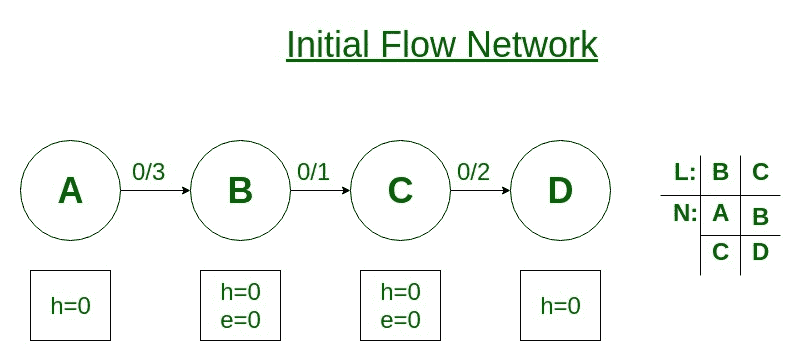 Initial Flow Network
0/3 0/1 0/2
A B C D
L: B C
N: A B
C D
h=0
h=0
e=0
h=0
e=0
h=0